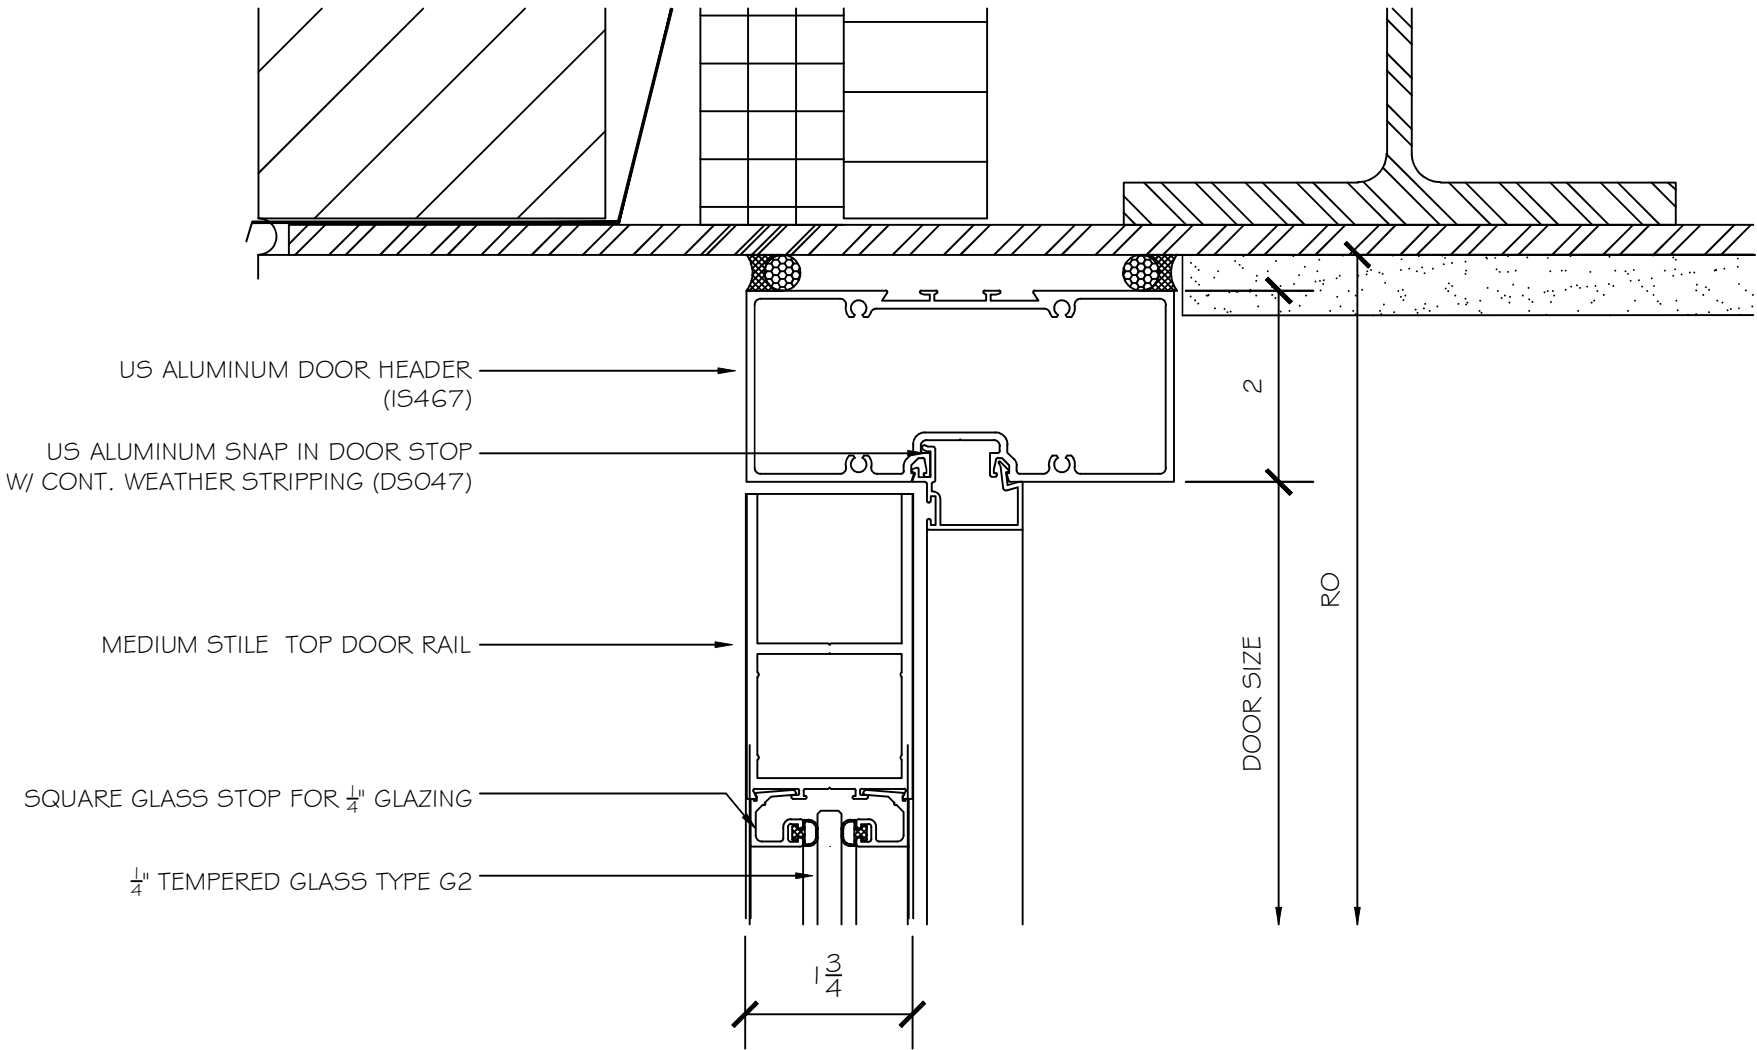 US ALUMINUM DOOR HEADER
(IS467)
US ALUMINUM SNAP IN DOOR STOP
W/ CONT. WEATHER STRIPPING (DS047)
MEDIUM STILE  TOP DOOR RAIL
SQUARE GLASS STOP FOR 1/4" GLAZING
1/4" TEMPERED GLASS TYPE G2
2
RO
DOOR SIZE
1 3/4